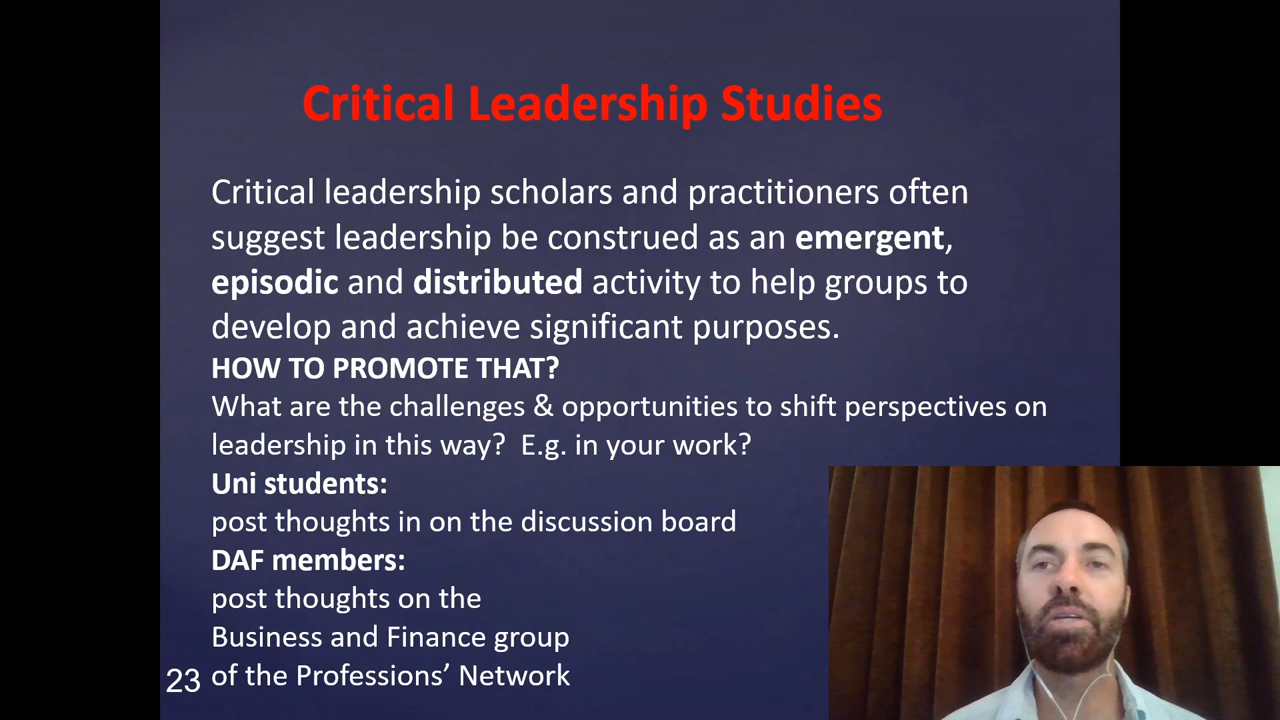 Critical Leadership Studies
Critical leadership scholars and practitioners often
suggest leadership be construed as an emergent,
episodic and distributed activity to help groups to
develop and achieve significant purposes.
HOW TO PROMOTE THAT?
What are the challenges & opportunities to shift perspectives on
leadership in this way?  E.g. in your work?
Uni students:
post thoughts in on the discussion board
DAF members:
post thoughts on the
Business and Finance group
of the Professions’ Network
23